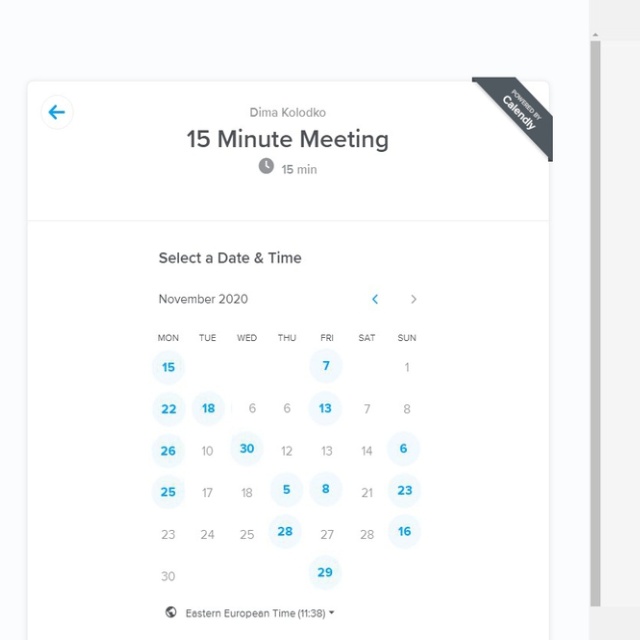 POWERED BY
Calendly
Dima Kolodko
15 Minute Meeting
15 min
Select a Date & Time
November 2020
MON TUE WED THU FRI SAT SUN
15 7 1
22 18 6 6 13 7 8
26 10 30 12 13 14 6
25 17 18 5 8 21 23
23 24 25 28 27 28 16
30 29
Eastern European Time (11:38)